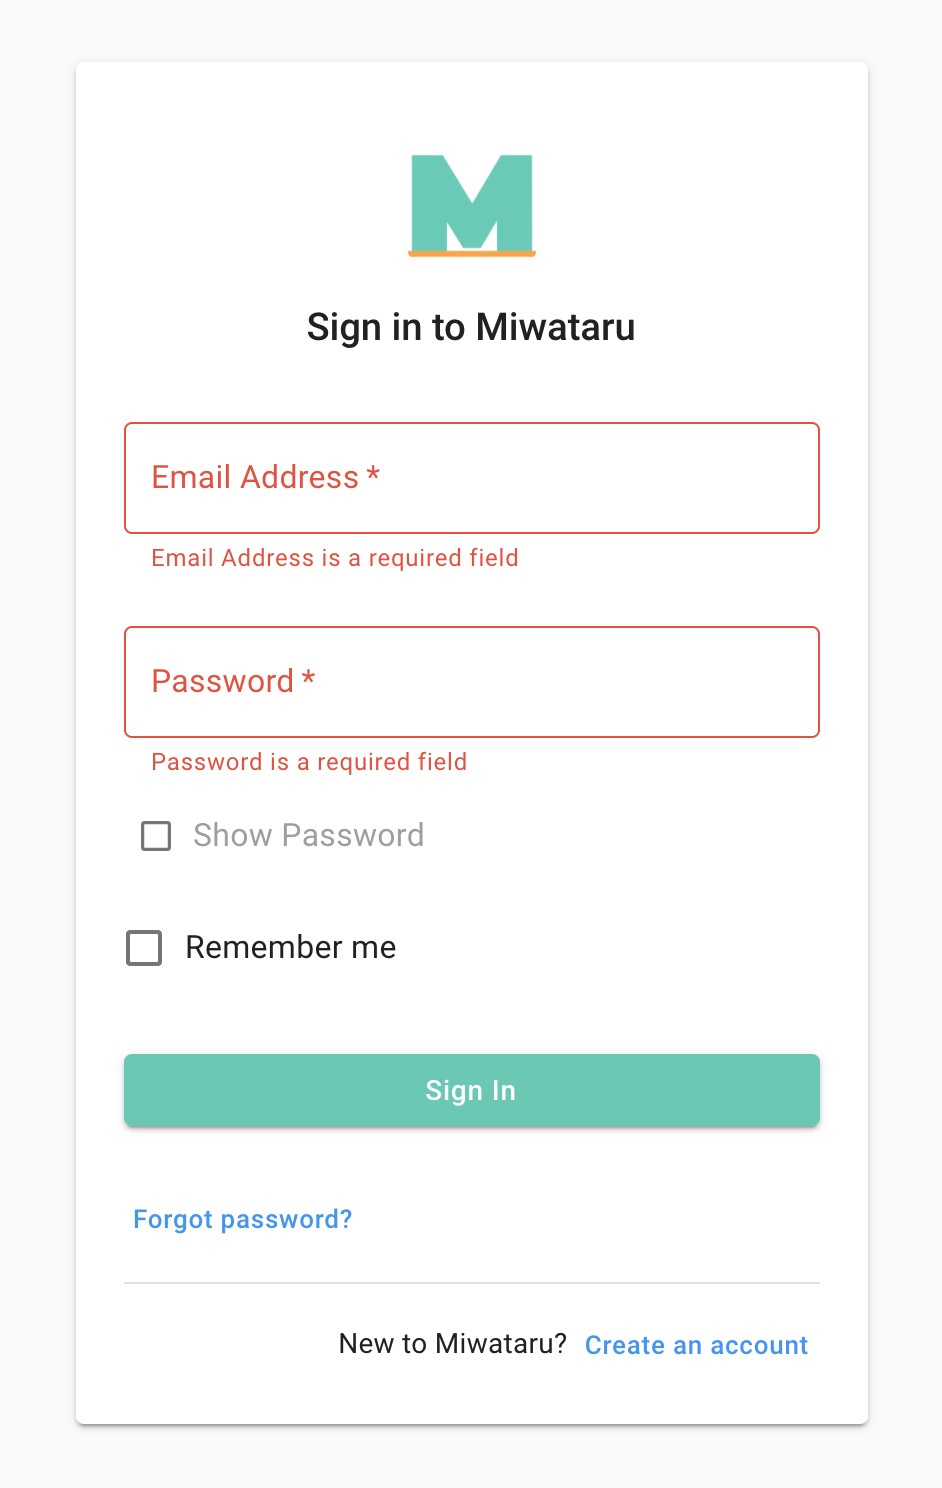 M
Sign in to Miwataru
Email Address *
Email Address is a required field
Password *
Password is a required field
Show Password
Remember me
Sign In
Forgot password?
New to Miwataru? Create an account